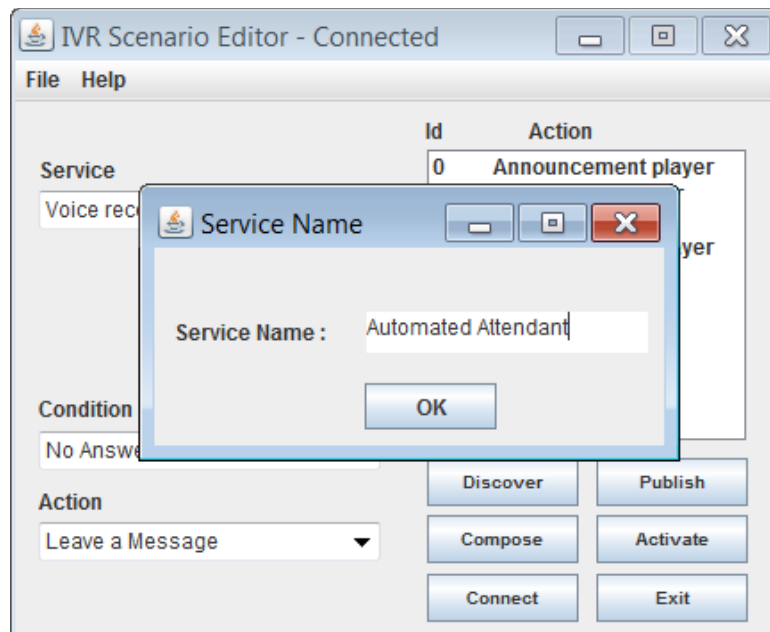 IVR Scenario Editor - Connected
File Help
Id Action
Service
0 Announcement player
Voice rec
Service Name
yer
Service Name :
Automated Attendant
OK
Condition
No Answe
Action
Leave a Message
Discover
Publish
Compose
Activate
Connect
Exit